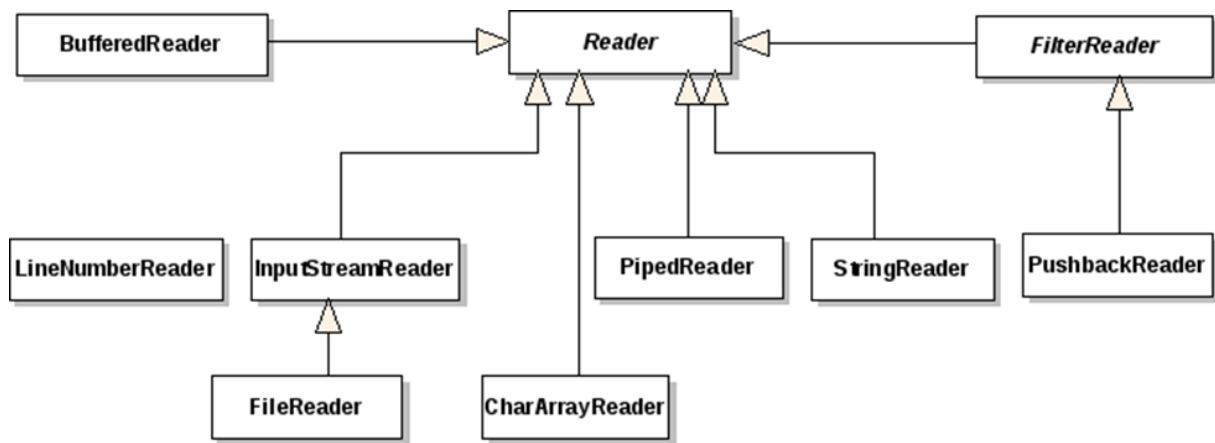 BufferedReader
Reader
FilterReader
LineNumberReader
InputStreamReader
PipedReader
StringReader
PushbackReader
FileReader
CharArrayReader